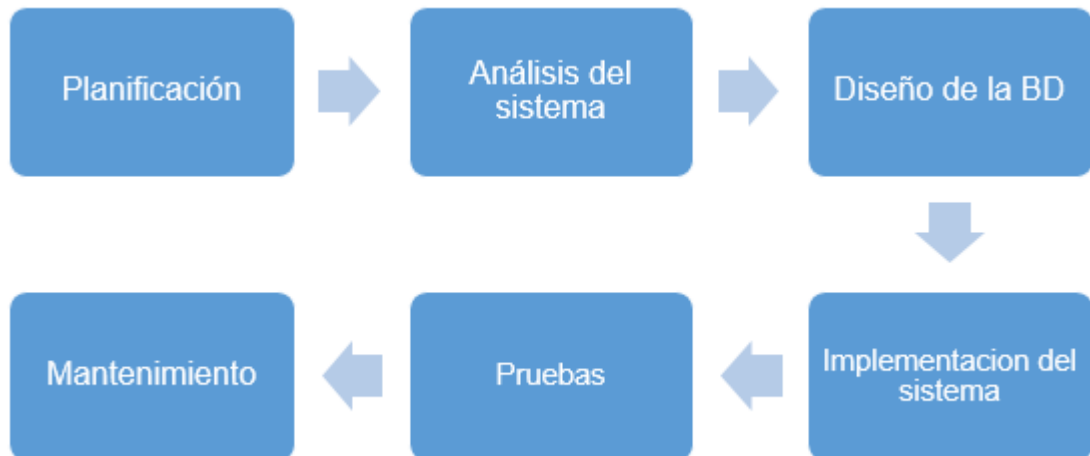 Planificación
Análisis del
sistema
Diseño de la BD
Implementacion del
sistema
Pruebas
Mantenimiento